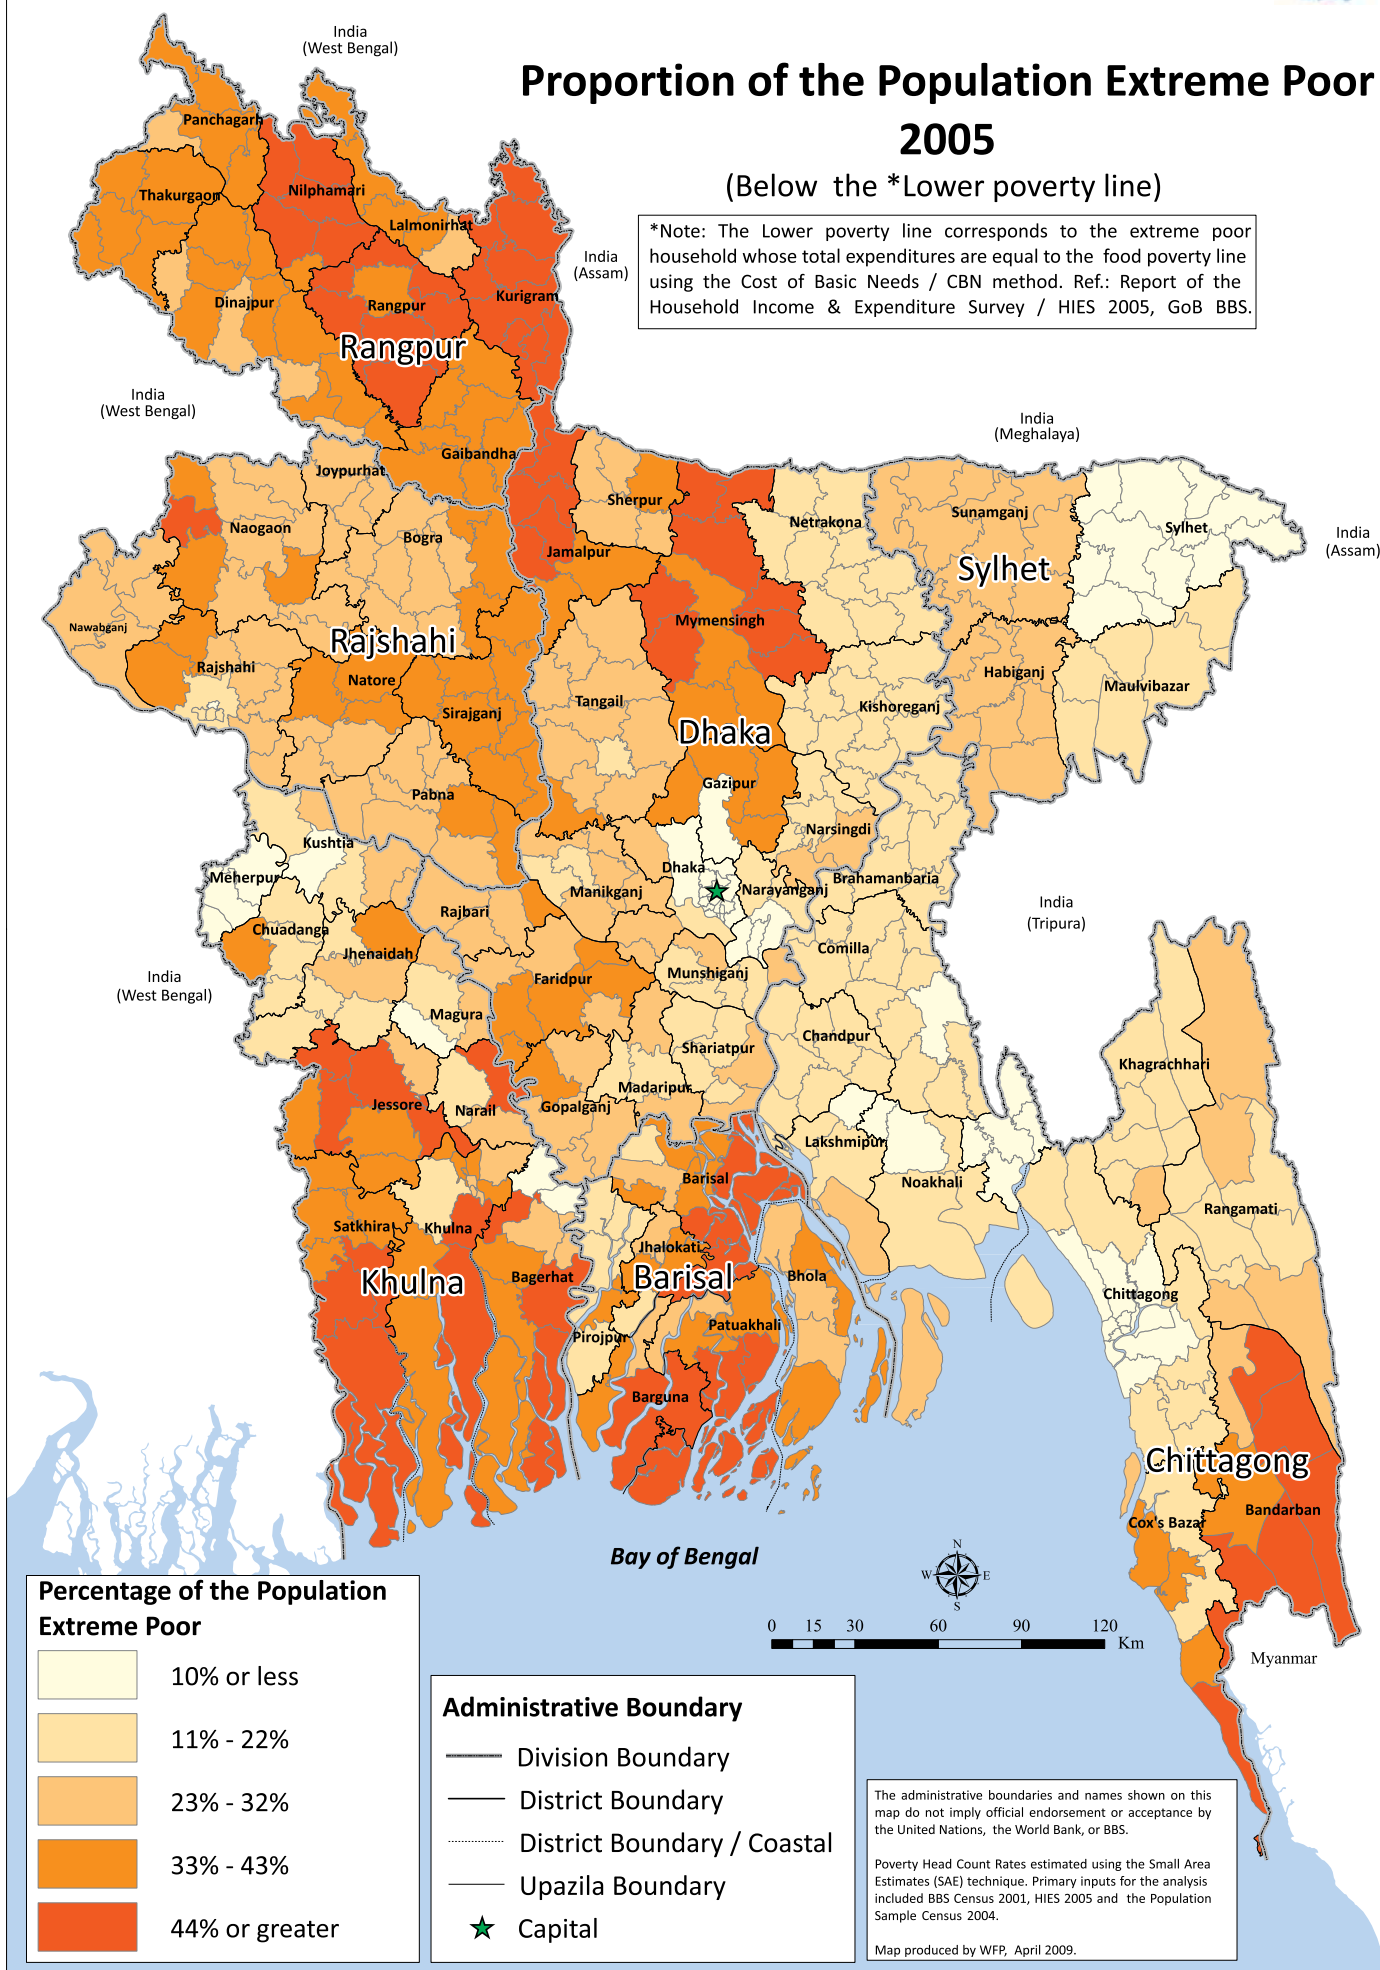 India
(West Bengal)
Proportion of the Population Extreme Poor
2005
(Below the *Lower poverty line)
*Note: The Lower poverty line corresponds to the extreme poor
household whose total expenditures are equal to the food poverty line
using the Cost of Basic Needs / CBN method. Ref.: Report of the
Household Income & Expenditure Survey / HIES 2005, GoB BBS.
Panchagarh
Thakurgaon
Nilphamari
Lalmonirhat
India
(Assam)
Dinajpur
Rangpur
Kurigram
Rangpur
India
(West Bengal)
India
(Meghalaya)
Gaibandha
Joypurhat
Sherpur
Naogaon
Bogra
Jamalpur
Netrakona
Sunamganj
Sylhet
India
(Assam)
Sylhet
Nawabganj
Rajshahi
Mymensingh
Rajshahi
Natore
Sirajganj
Tangail
Habiganj
Maulvibazar
Kishoreganj
Dhaka
Gazipur
Pabna
Narsingdi
Kushtia
Meherpur
Dhaka
Manikganj
Narayanganj
Brahamanbaria
Rajbari
India
(Tripura)
Chuadanga
Jhenaidah
Comilla
India
(West Bengal)
Faridpur
Munshiganj
Magura
Chandpur
Shariatpur
Khagrachhari
Madaripur
Jessore
Narail
Gopalganj
Lakshmipur
Barisal
Noakhali
Rangamati
Satkhira
Khulna
Jhalokati
Khulna
Bagerhat
Barisal
Bhola
Chittagong
Pirojpur
Patuakhali
Barguna
Chittagong
Bandarban
Cox's Bazar
Bay of Bengal
N
W
E
S
0 15 30 60 90 120
Km
Myanmar
Percentage of the Population
Extreme Poor
10% or less
11% - 22%
23% - 32%
33% - 43%
44% or greater
Administrative Boundary
Division Boundary
District Boundary
District Boundary / Coastal
Upazila Boundary
Capital
The administrative boundaries and names shown on this
map do not imply official endorsement or acceptance by
the United Nations, the World Bank, or BBS.
Poverty Head Count Rates estimated using the Small Area
Estimates (SAE) technique. Primary inputs for the analysis
included BBS Census 2001, HIES 2005 and the Population
Sample Census 2004.
Map produced by WFP, April 2009.